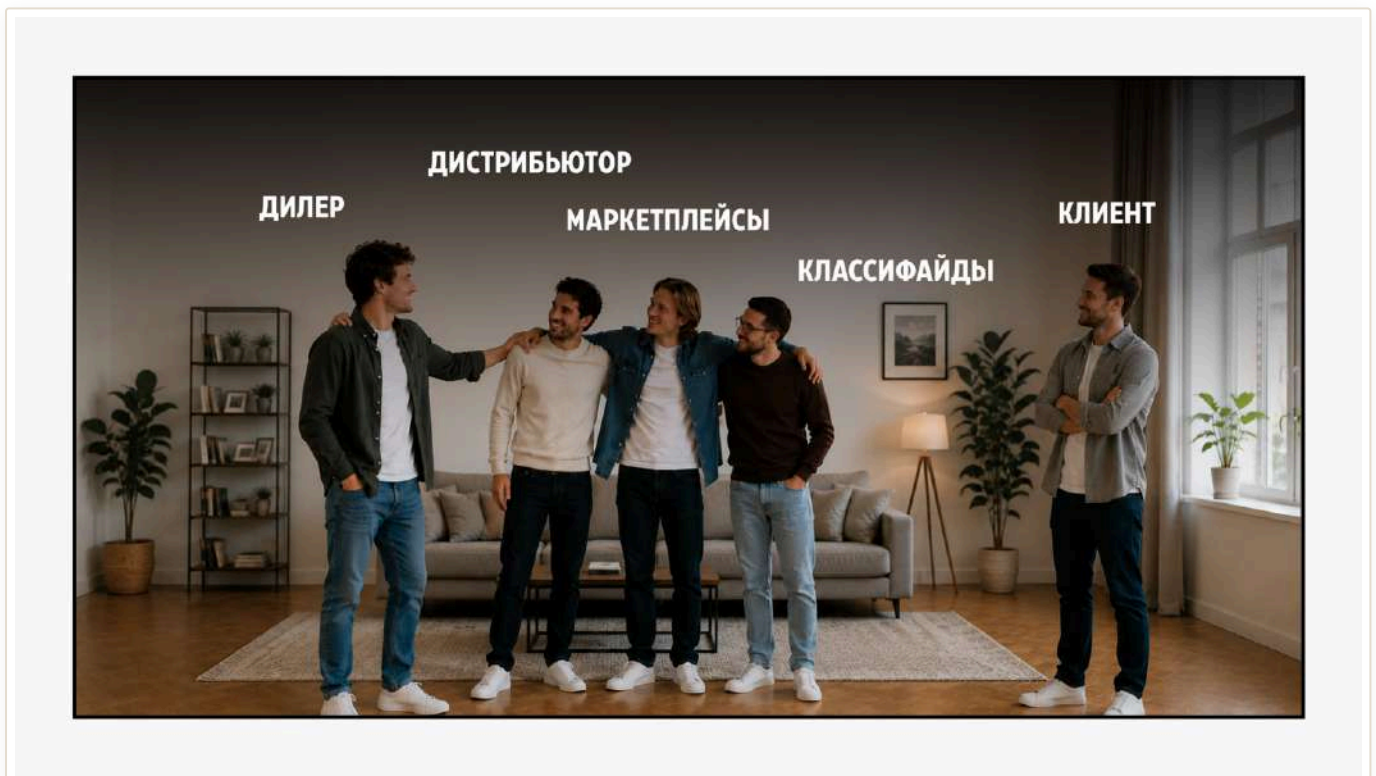 ДИСТРИБЬЮТОР
ДИЛЕР
МАРКЕТПЛЕЙСЫ
КЛИЕНТ
КЛАССИФАЙДЫ